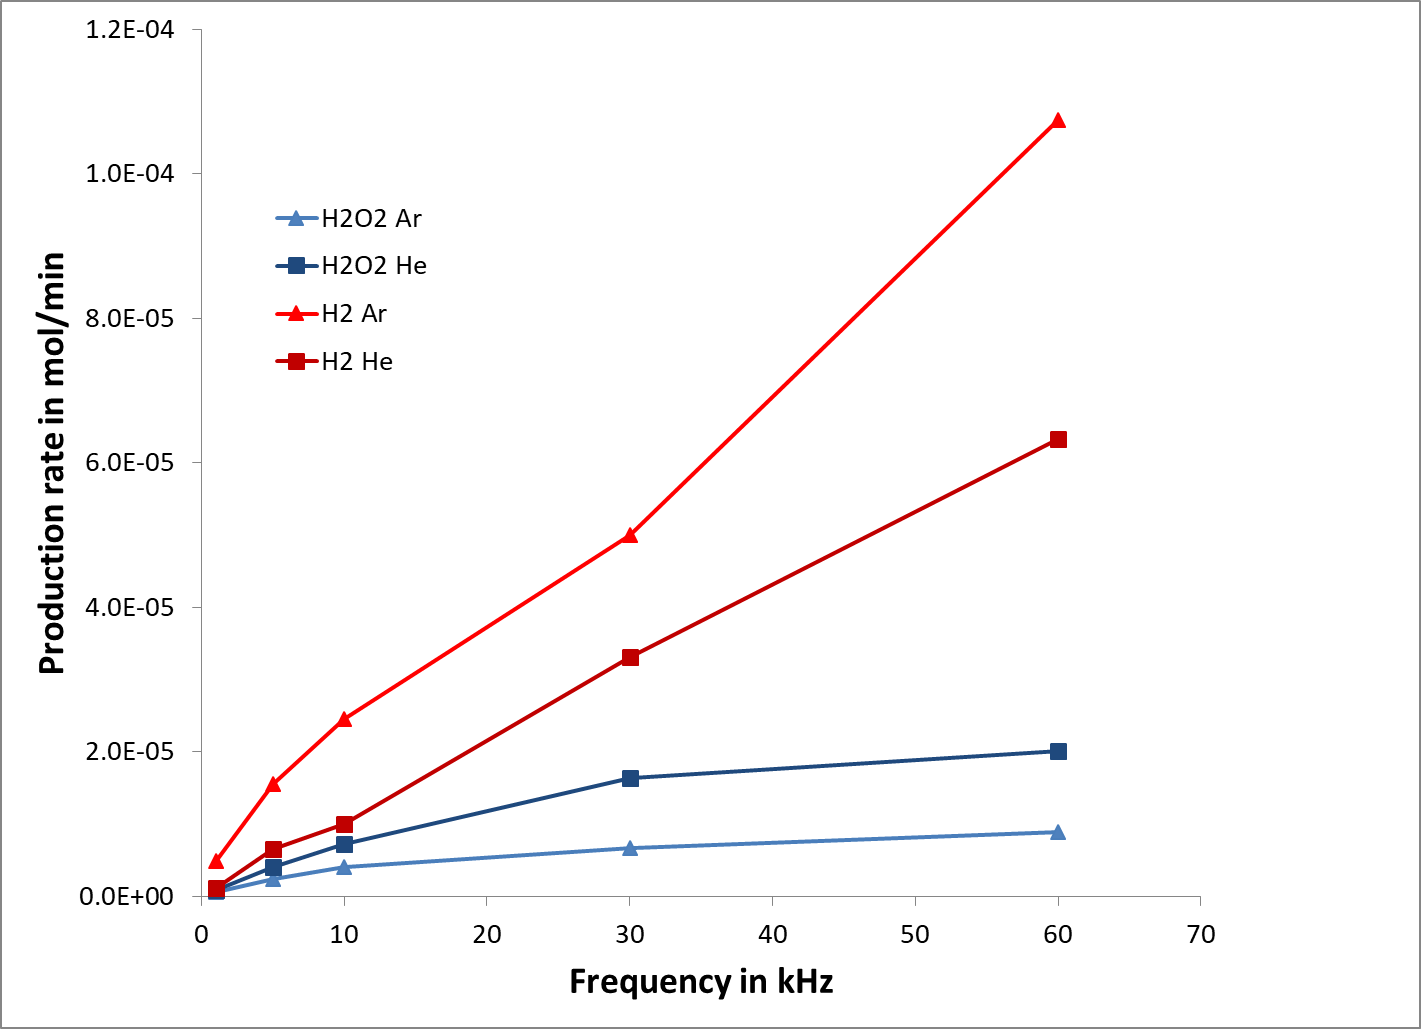 1.2E-04
1.0E-04
8.0E-05
6.0E-05
4.0E-05
2.0E-05
0.0E+00
Production rate in mol/min
H2O2 Ar
H2O2 He
H2 Ar
H2 He
0 10 20 30 40 50 60 70
Frequency in kHz